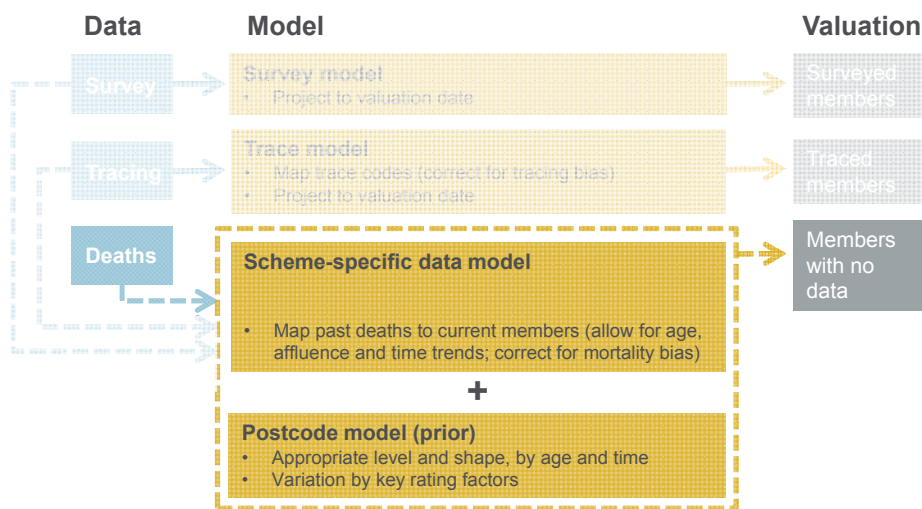 Data Model Valuation
Survey
Survey model
• Project to valuation date
Surveyed
members
Tracing
Trace model
• Map trace codes (correct for tracing bias)
• Project to valuation date
Traced
members
Deaths
Scheme-specific data model
• Map past deaths to current members (allow for age,
affluence and time trends; correct for mortality bias)
Members
with no
data
+
Postcode model (prior)
• Appropriate level and shape, by age and time
• Variation by key rating factors